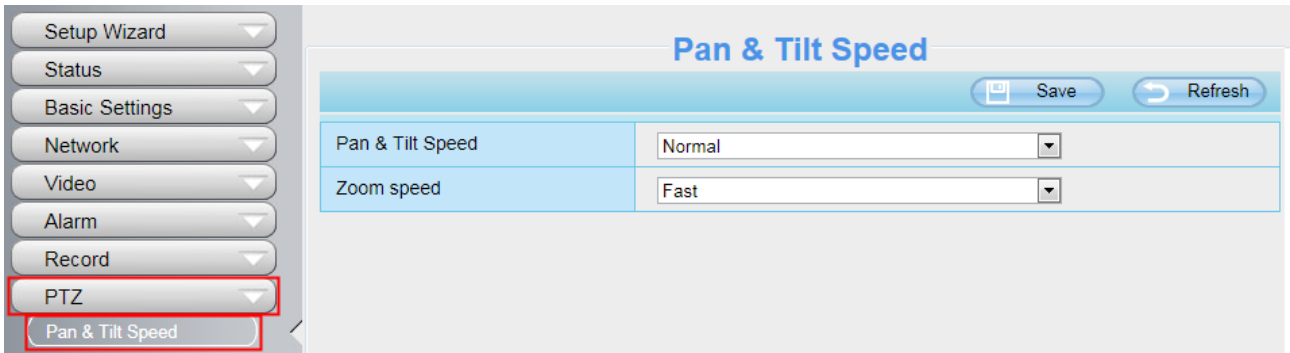 Setup Wizard
Status
Basic Settings
Network
Video
Alarm
Record
PTZ
Pan & Tilt Speed
Pan & Tilt Speed
Save Refresh
Pan & Tilt Speed Normal
Zoom speed Fast